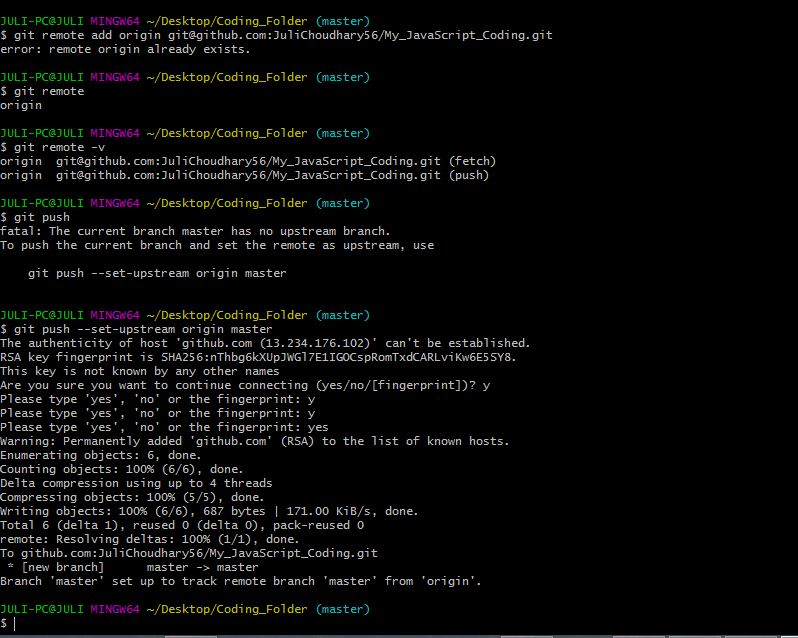 JULI-PC@JULI MINGW64 ~/Desktop/Coding_Folder (master)
$ git remote add origin git@github.com:JuliChoudhary56/My_JavaScript_Coding.git
error: remote origin already exists.
JULI-PC@JULI MINGW64 ~/Desktop/Coding_Folder (master)
$ git remote
origin
JULI-PC@JULI MINGW64 ~/Desktop/Coding_Folder (master)
$ git remote -v
origin  git@github.com:JuliChoudhary56/My_JavaScript_Coding.git (fetch)
origin  git@github.com:JuliChoudhary56/My_JavaScript_Coding.git (push)
JULI-PC@JULI MINGW64 ~/Desktop/Coding_Folder (master)
$ git push
fatal: The current branch master has no upstream branch.
To push the current branch and set the remote as upstream, use
    git push --set-upstream origin master
JULI-PC@JULI MINGW64 ~/Desktop/Coding_Folder (master)
$ git push --set-upstream origin master
The authenticity of host 'github.com (13.234.176.102)' can't be established.
RSA key fingerprint is SHA256:nThbg6kXUpJWGl7E1IGOCspRomTxdCARLviKw6E5SY8.
This key is not known by any other names
Are you sure you want to continue connecting (yes/no/[fingerprint])? y
Please type 'yes', 'no' or the fingerprint: y
Please type 'yes', 'no' or the fingerprint: y
Please type 'yes', 'no' or the fingerprint: yes
Warning: Permanently added 'github.com' (RSA) to the list of known hosts.
Enumerating objects: 6, done.
Counting objects: 100% (6/6), done.
Delta compression using up to 4 threads
Compressing objects: 100% (5/5), done.
Writing objects: 100% (6/6), 687 bytes | 171.00 KiB/s, done.
Total 6 (delta 1), reused 0 (delta 0), pack-reused 0
remote: Resolving deltas: 100% (1/1), done.
To github.com:JuliChoudhary56/My_JavaScript_Coding.git
 * [new branch]      master -> master
Branch 'master' set up to track remote branch 'master' from 'origin'.
JULI-PC@JULI MINGW64 ~/Desktop/Coding_Folder (master)
$